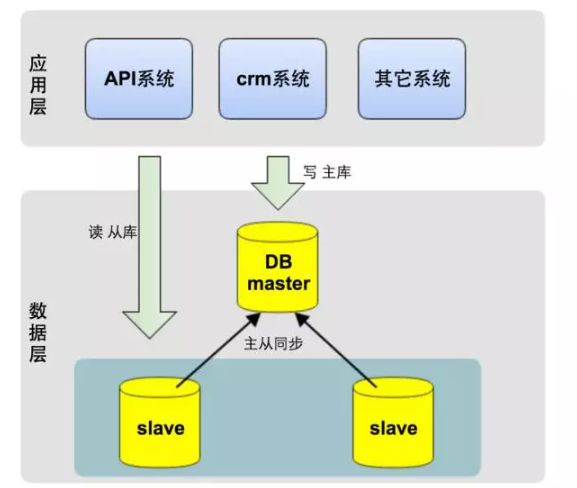 应用层
API系统
crm系统
其它系统
写 主库
读 从库
DB
master
数据层
主从同步
slave
slave